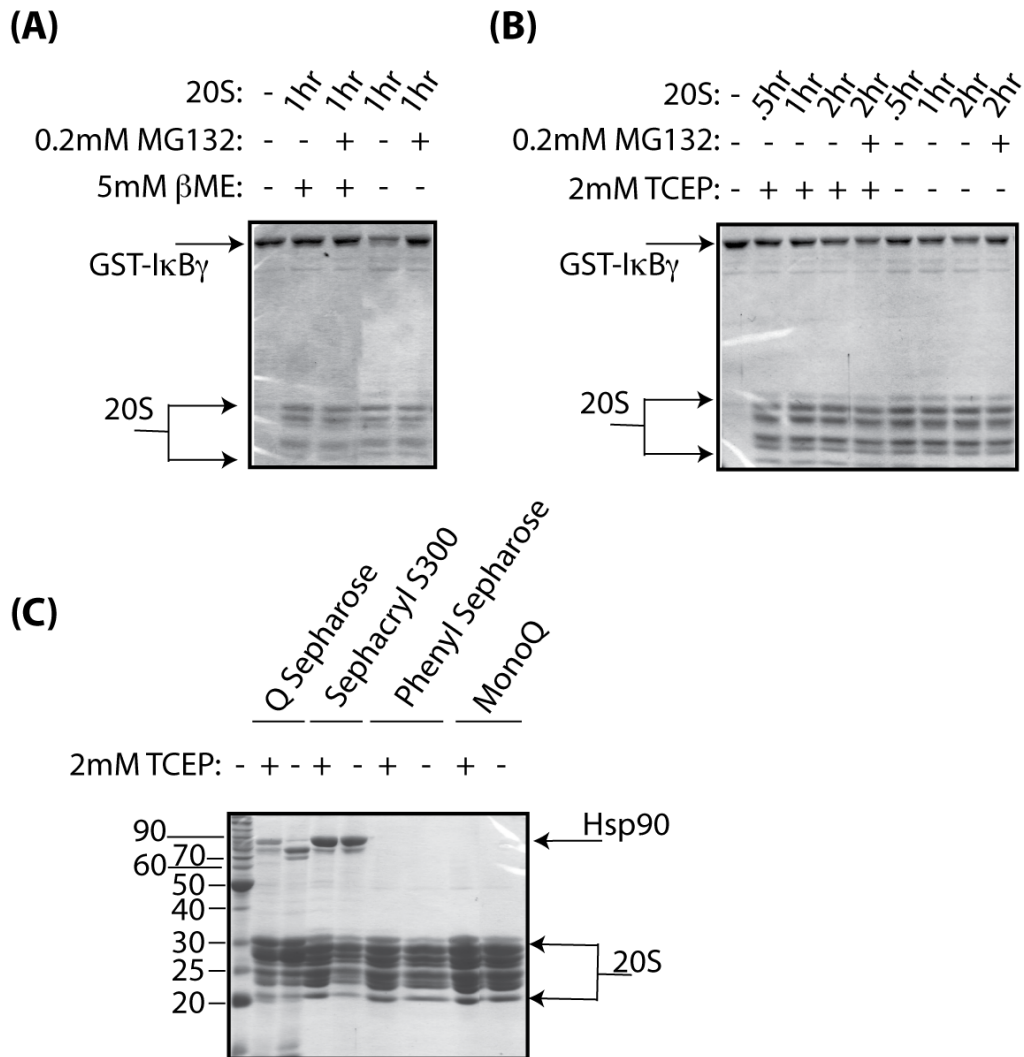 (A)
20S: - 1hr 1hr 1hr 1hr
0.2mM MG132: - - + - +
5mM βME: - + + - -
GST-IκBγ
20S
(B)
20S: - .5hr 1hr 2hr 2hr .5hr 1hr 2hr 2hr
0.2mM MG132: - - - - + - - - +
2mM TCEP: - + + + + - - - -
GST-IκBγ
20S
(C)
Q Sepharose
Sephacryl S300
Phenyl Sepharose
MonoQ
2mM TCEP: - + - + - + - + -
90
70
60
50
40
30
25
20
Hsp90
20S